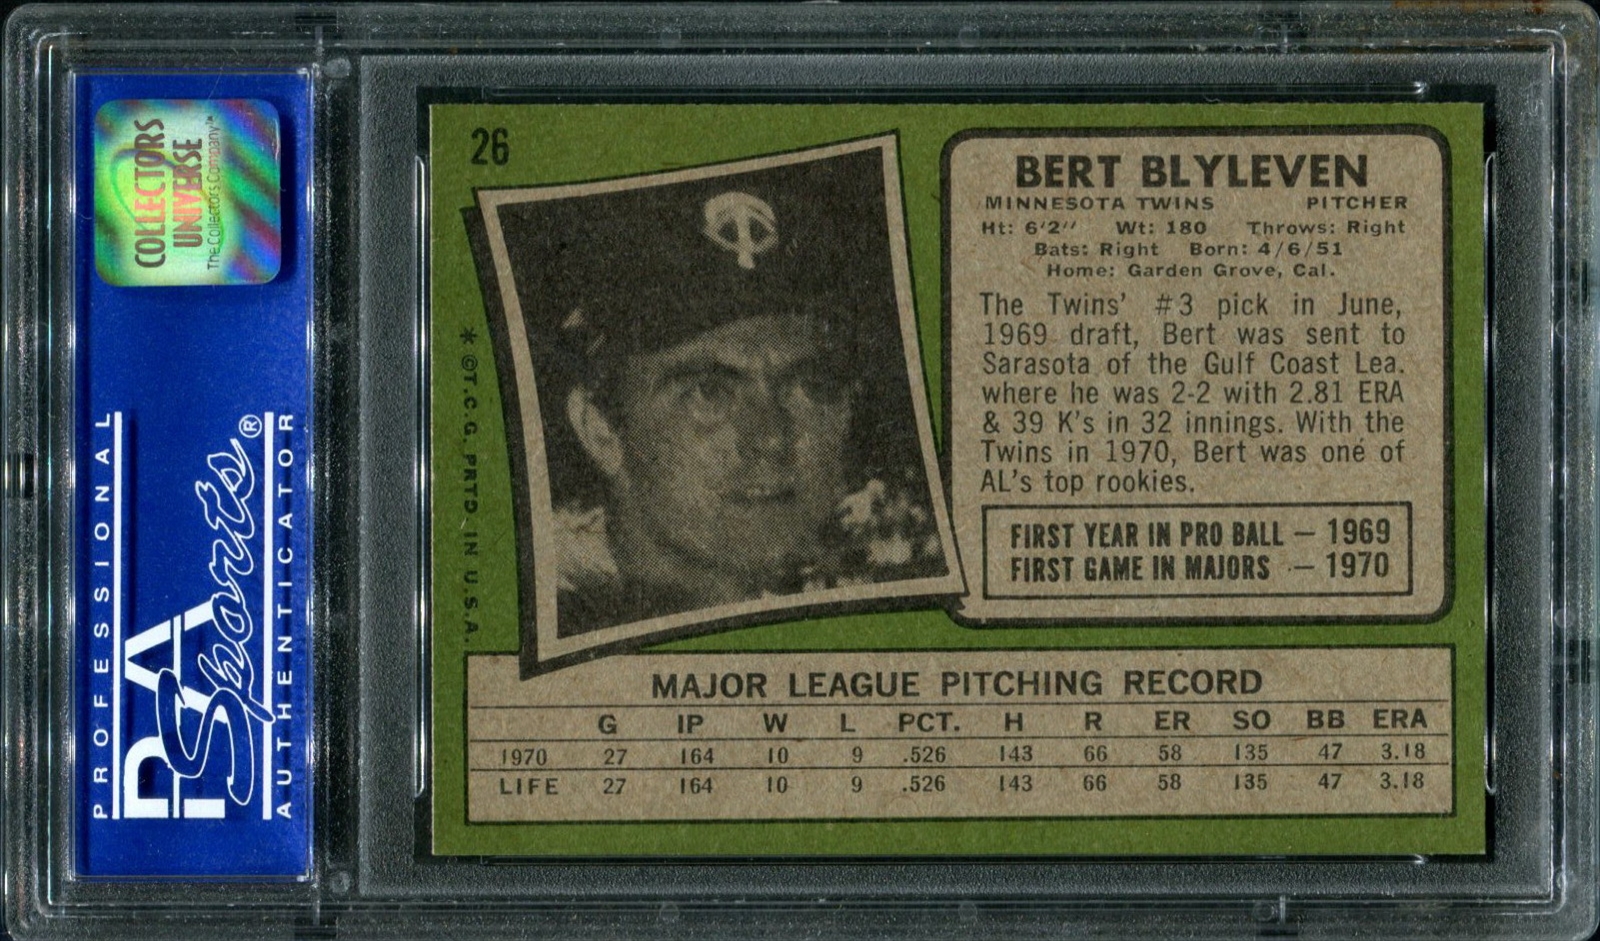 COLLECTORS
UNIVERSE
The Collectors Company™
PROFESSIONAL
PSA
Sports®
AUTHENTICATOR
26
* ©T.C.G. PRTD. IN U.S.A.
BERT BLYLEVEN
MINNESOTA TWINS PITCHER
Ht: 6'2" Wt: 180 Throws: Right
Bats: Right Born: 4/6/51
Home: Garden Grove, Cal.
The Twins' #3 pick in June,
1969 draft, Bert was sent to
Sarasota of the Gulf Coast Lea.
where he was 2-2 with 2.81 ERA
& 39 K's in 32 innings. With the
Twins in 1970, Bert was one of
AL's top rookies.
FIRST YEAR IN PRO BALL — 1969
FIRST GAME IN MAJORS — 1970
MAJOR LEAGUE PITCHING RECORD
G IP W L PCT. H R ER SO BB ERA
1970 27 164 10 9 .526 143 66 58 135 47 3.18
LIFE 27 164 10 9 .526 143 66 58 135 47 3.18